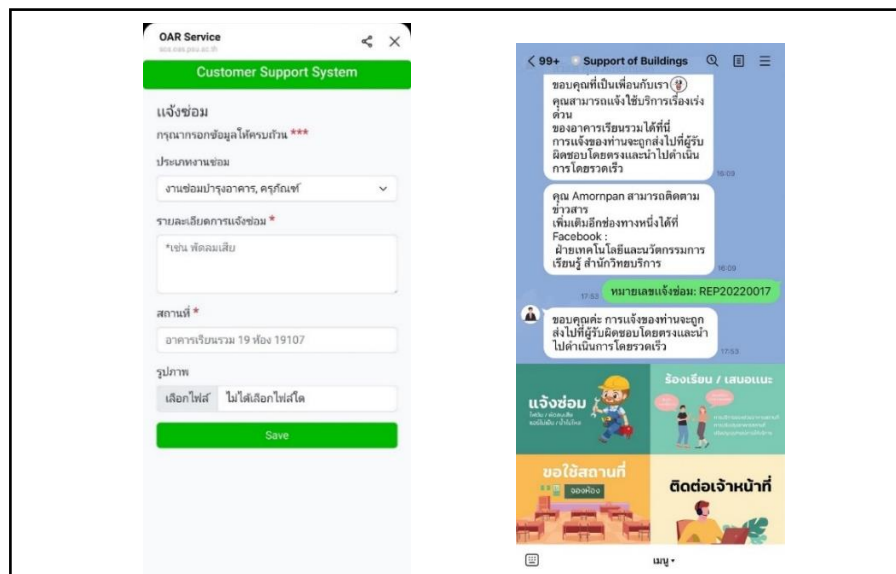 OAR Service
Customer Support System
แจ้งซ่อม
กรุณากรอกข้อมูลให้ครบถ้วน ***
ประเภทงานซ่อม
งานซ่อมบำรุงอาคาร, ครุภัณฑ์
รายละเอียดการแจ้งซ่อม *
*เช่น พัดลมเสีย
สถานที่ *
อาคารเรียนรวม 19 ห้อง 19107
รูปภาพ
เลือกไฟล์ ไม่ได้เลือกไฟล์ใด
Save
99+ Support of Buildings
ขอบคุณที่เป็นเพื่อนกับเรา
คุณสามารถแจ้งใช้บริการเรื่องเร่ง
ด่วน
ของอาคารเรียนรวมได้ที่นี่
การแจ้งของท่านจะถูกส่งไปที่ผู้รับ
ผิดชอบโดยตรงและนำไปดำเนิน
การโดยรวดเร็ว
16:03
คุณ Amornpan สามารถติดตาม
ข่าวสาร
เพิ่มเติมอีกช่องทางหนึ่งได้ที่
Facebook :
ฝ่ายเทคโนโลยีและนวัตกรรมการ
เรียนรู้ สำนักวิทยบริการ
16:09
17:53 หมายเลขแจ้งซ่อม: REP20220017
ขอบคุณค่ะ การแจ้งของท่านจะถูก
ส่งไปที่ผู้รับผิดชอบโดยตรงและนำ
ไปดำเนินการโดยรวดเร็ว
17:53
แจ้งซ่อม
ร้องเรียน / เสนอแนะ
ขอใช้สถานที่
จองห้อง
ติดต่อเจ้าหน้าที่
เมนู